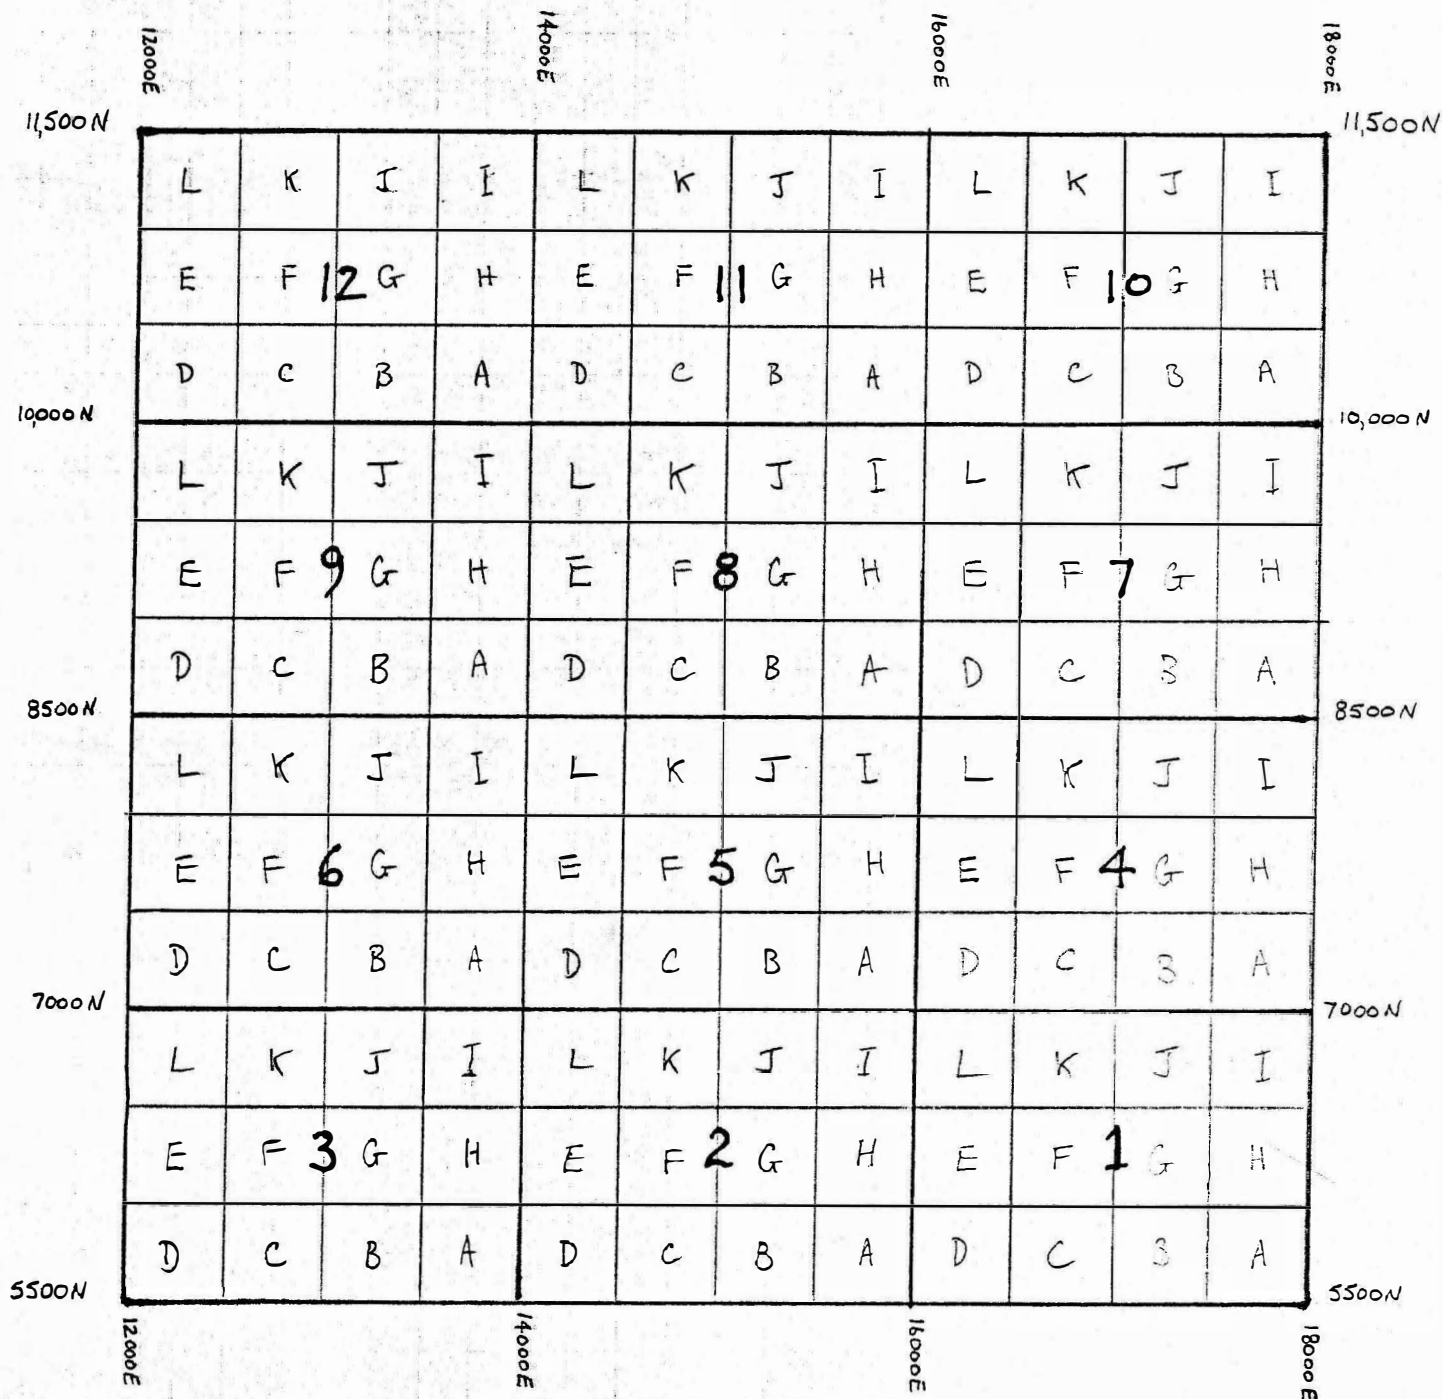 12000E 14000E 16000E 18000E
11,500N 11,500N
L K J I L K J I L K J I
E F 12 G H E F 11 G H E F 10 G H
D C B A D C B A D C B A
10,000N 10,000N
L K J I L K J I L K J I
E F 9 G H E F 8 G H E F 7 G H
D C B A D C B A D C B A
8500N 8500N
L K J I L K J I L K J I
E F 6 G H E F 5 G H E F 4 G H
D C B A D C B A D C B A
7000N 7000N
L K J I L K J I L K J I
E F 3 G H E F 2 G H E F 1 G H
D C B A D C B A D C B A
5500N 5500N
12000E 14000E 16000E 18000E